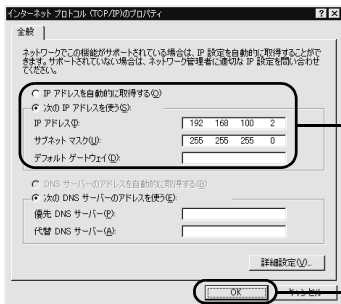 インターネット プロトコル (TCP/IP)のプロパティ
全般
ネットワークでこの機能がサポートされている場合は、IP 設定を自動的に取得することがで
きます。サポートされていない場合は、ネットワーク管理者に適切な IP 設定を問い合わせ
てください。
IP アドレスを自動的に取得する(O)
次の IP アドレスを使う(S):
IP アドレス(I): 192 168 100 2
サブネット マスク(U): 255 255 255 0
デフォルト ゲートウェイ(D):
DNS サーバーのアドレスを自動的に取得する(B)
次の DNS サーバーのアドレスを使う(E):
優先 DNS サーバー(P):
代替 DNS サーバー(A):
詳細設定(V)...
OK キャンセル